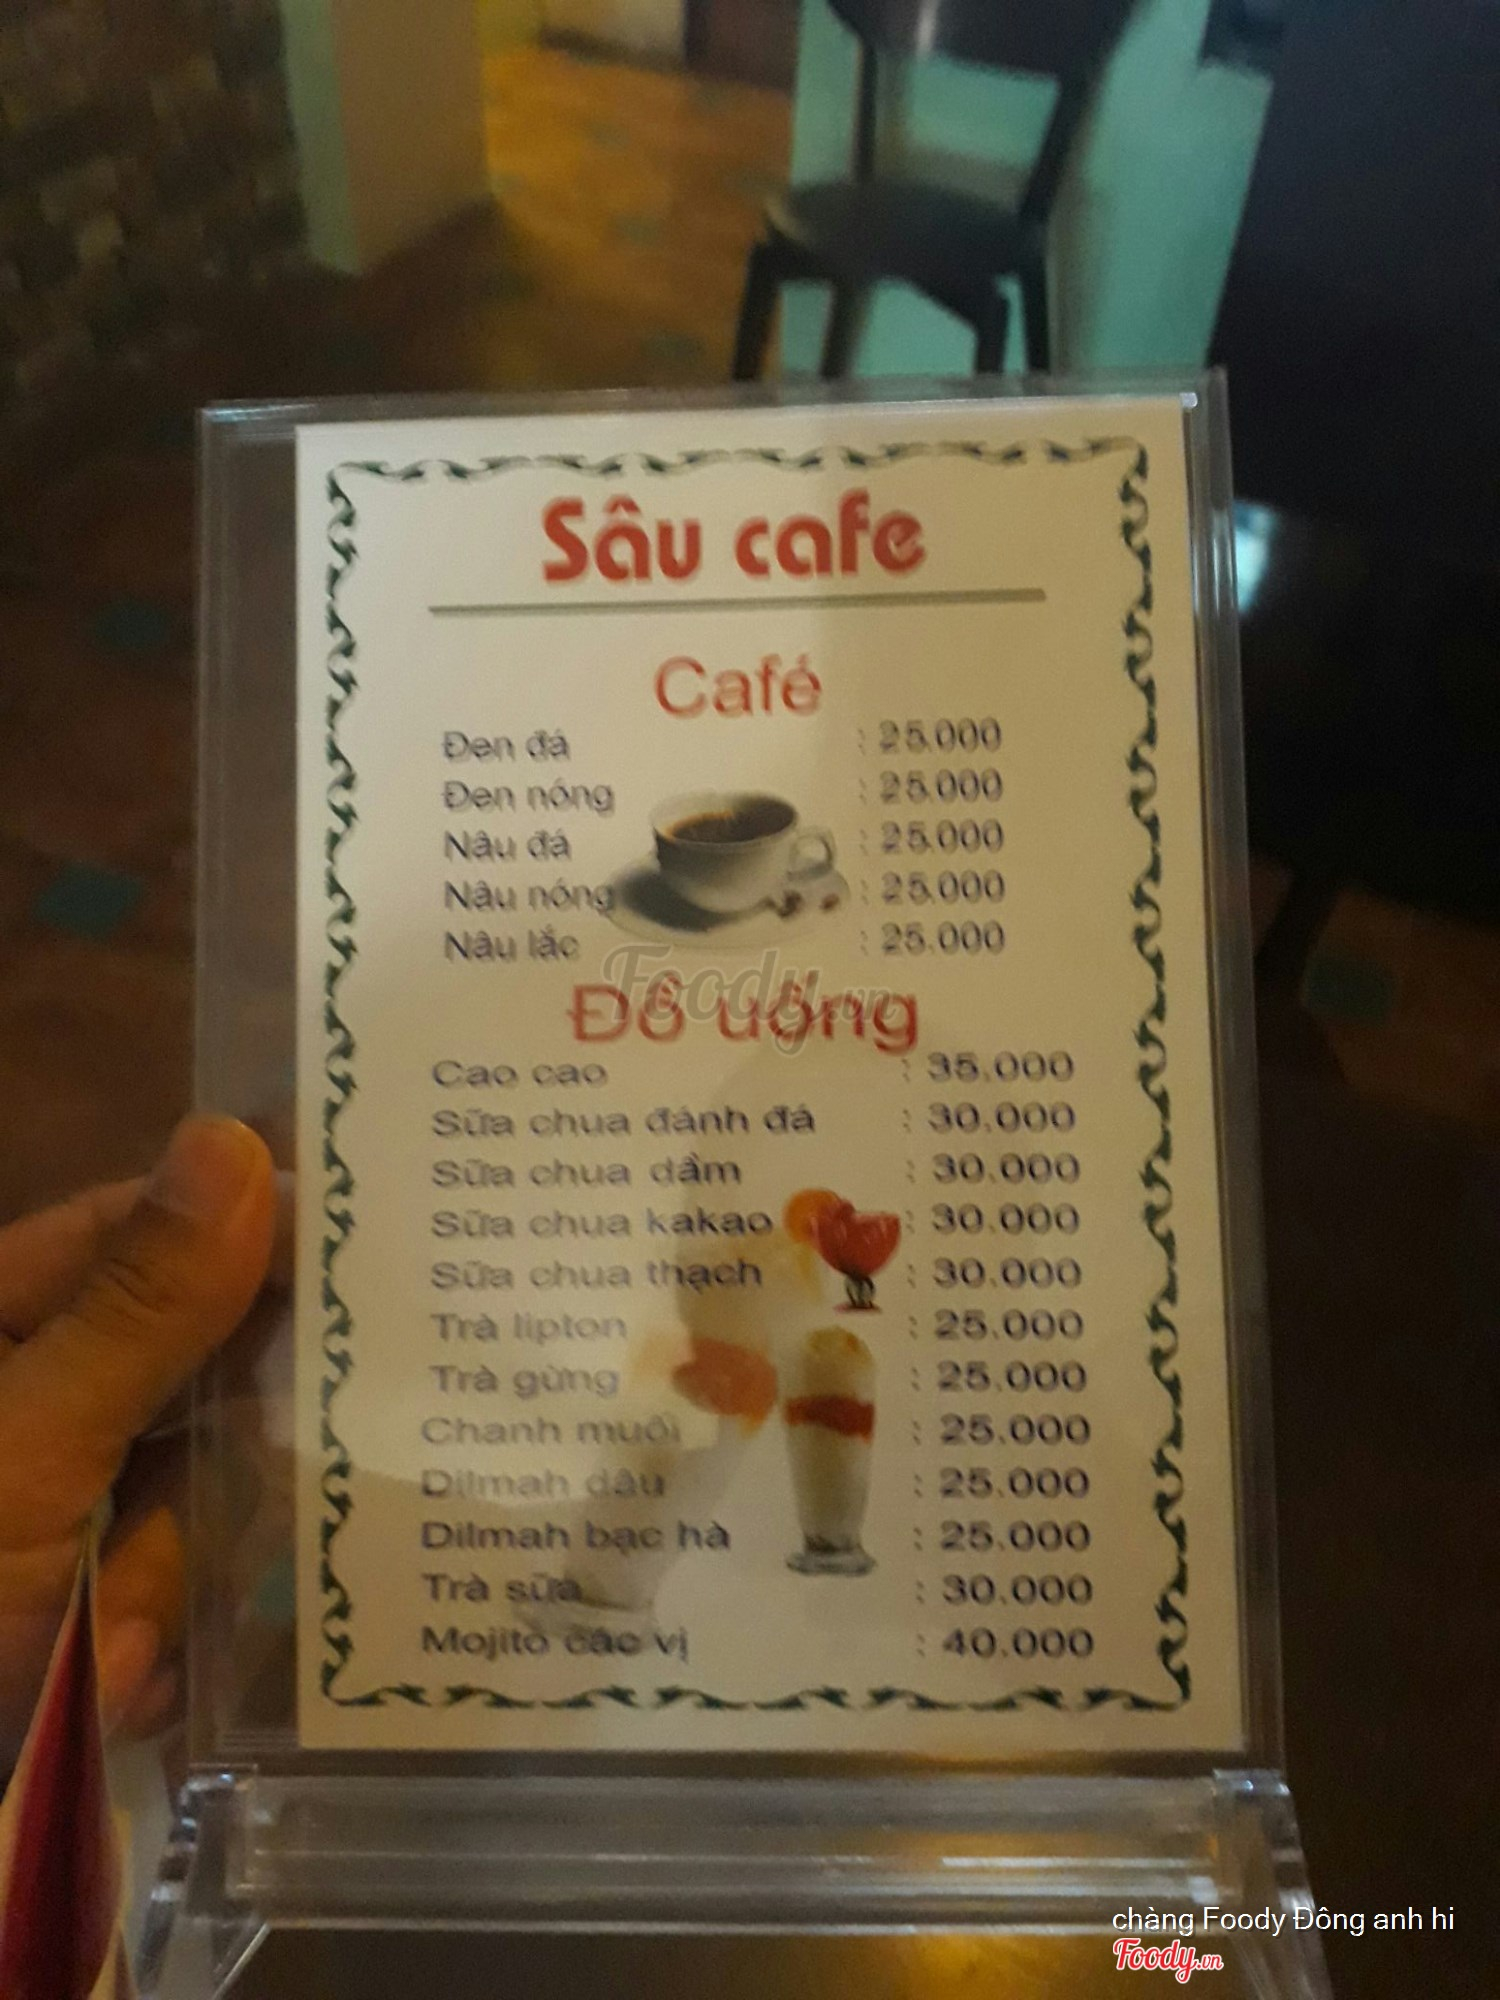 Sâu cafe
Café
Đen đá : 25.000
Đen nóng : 25.000
Nâu đá : 25.000
Nâu nóng : 25.000
Nâu lắc : 25.000
Foody.vn
Đồ uống
Cao cao : 35.000
Sữa chua đánh đá : 30.000
Sữa chua dầm : 30.000
Sữa chua kakao : 30.000
Sữa chua thạch : 30.000
Trà lipton : 25.000
Trà gừng : 25.000
Chanh muối : 25.000
Dilmah dâu : 25.000
Dilmah bạc hà : 25.000
Trà sữa : 30.000
Mojito các vị : 40.000
chàng Foody Đông anh hi
Foody.vn